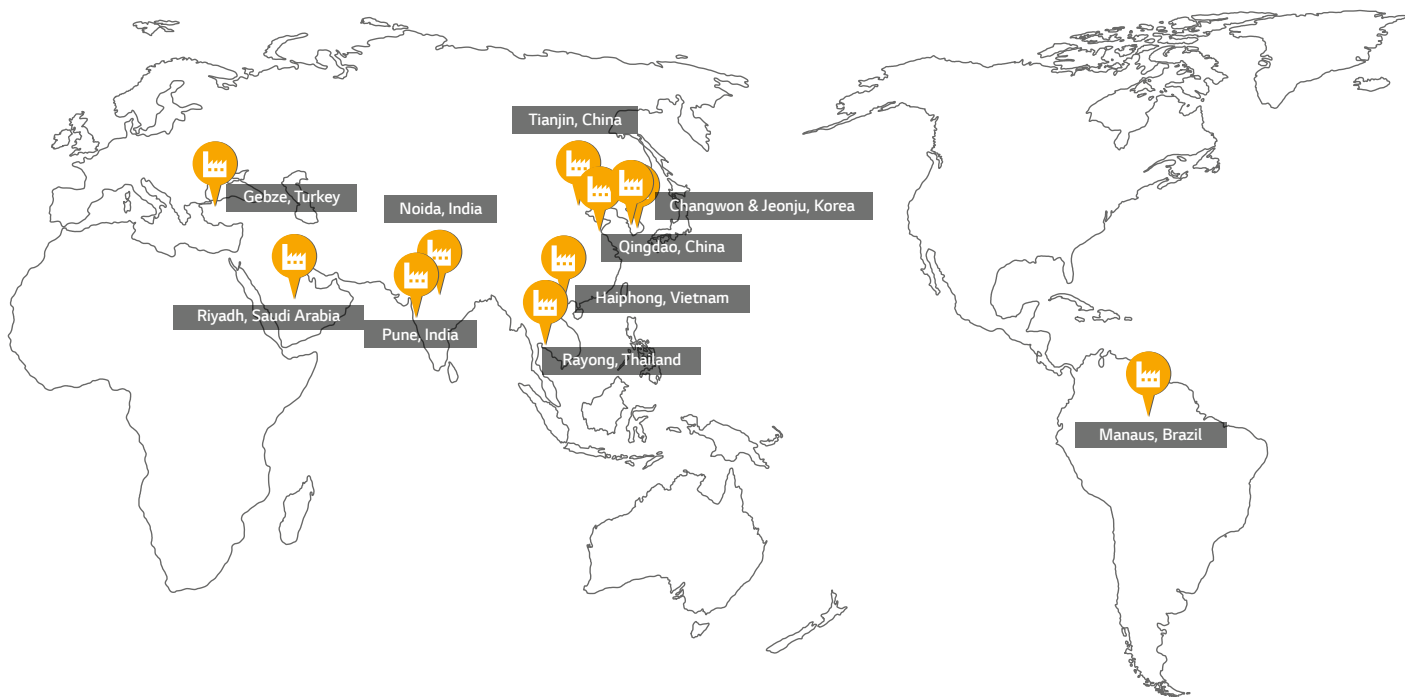 Tianjin, China
Gebze, Turkey
Noida, India
Changwon & Jeonju, Korea
Qingdao, China
Haiphong, Vietnam
Riyadh, Saudi Arabia
Pune, India
Rayong, Thailand
Manaus, Brazil